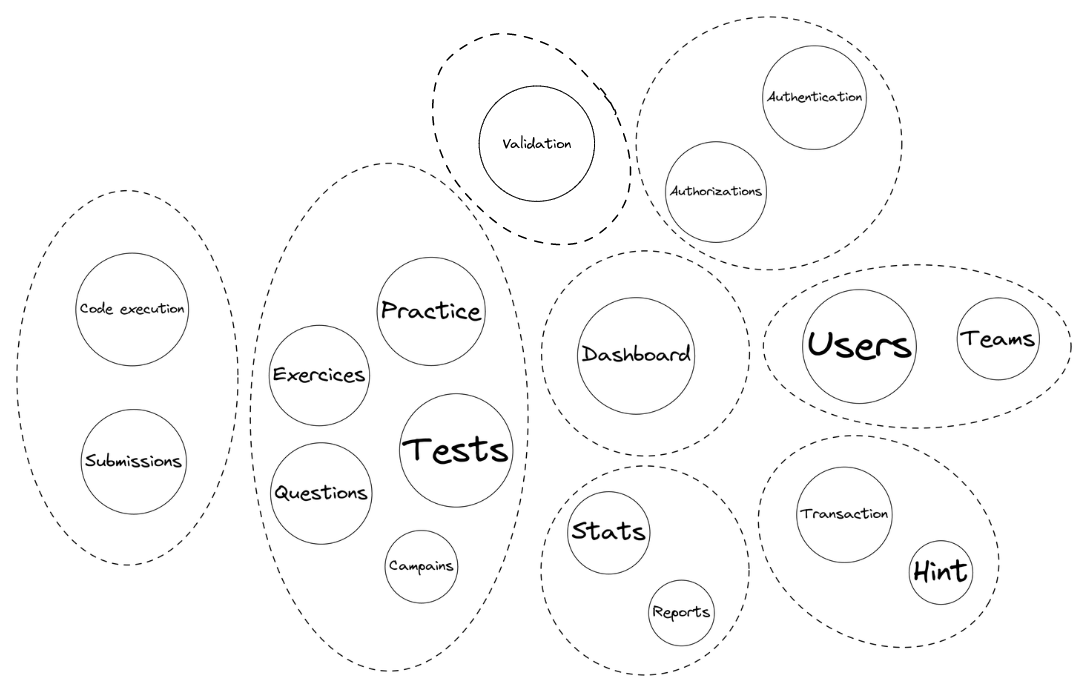 Authentication
Validation
Authorizations
Code execution
Practice
Users
Teams
Dashboard
Exercices
Tests
Submissions
Questions
Stats
Transaction
Campains
Hint
Reports